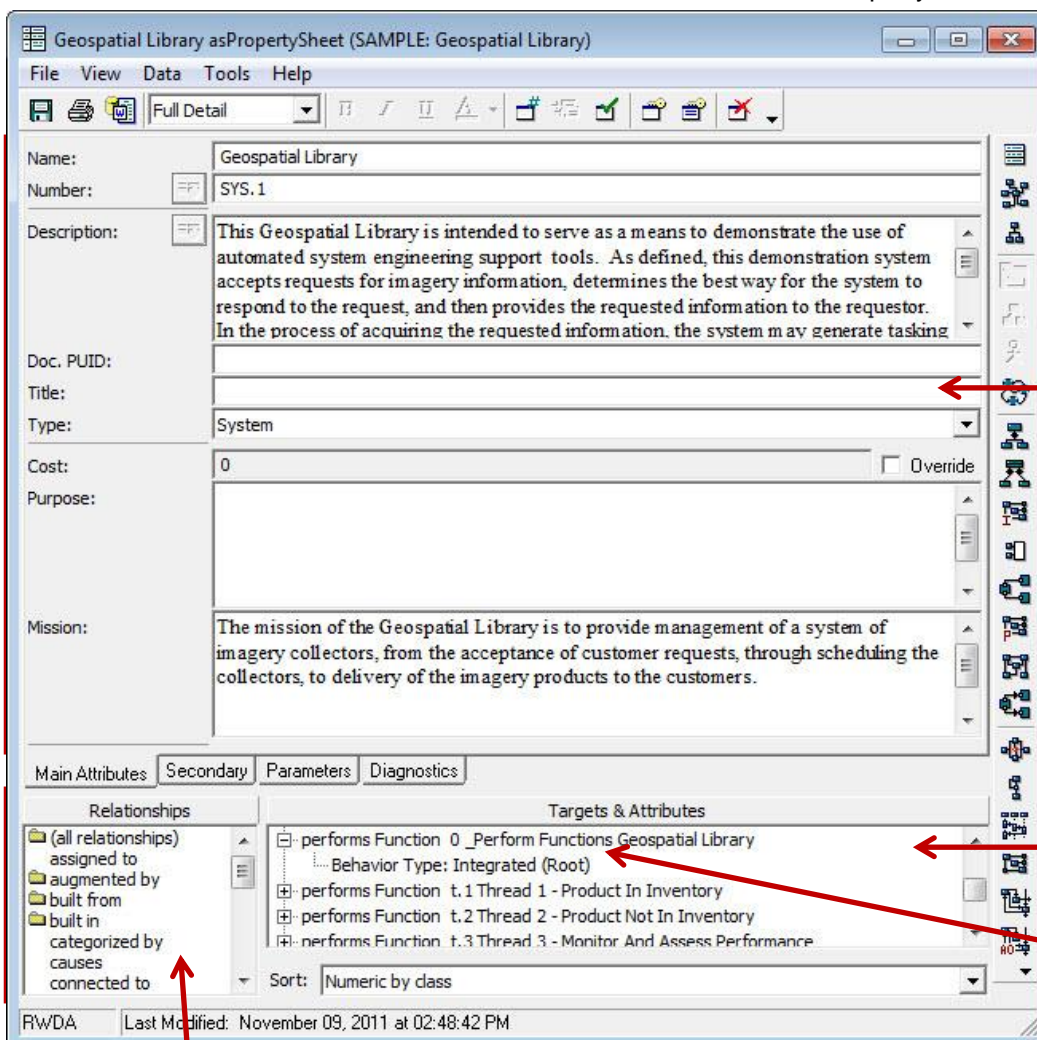 Geospatial Library asPropertySheet (SAMPLE: Geospatial Library)
File View Data Tools Help
Full Detail
Name: Geospatial Library
Number: SYS.1
Description: This Geospatial Library is intended to serve as a means to demonstrate the use of
automated system engineering support tools. As defined, this demonstration system
accepts requests for imagery information, determines the best way for the system to
respond to the request, and then provides the requested information to the requestor.
In the process of acquiring the requested information, the system may generate tasking
Doc. PUID:
Title:
Type: System
Cost: 0 Override
Purpose:
Mission: The mission of the Geospatial Library is to provide management of a system of
imagery collectors, from the acceptance of customer requests, through scheduling the
collectors, to delivery of the imagery products to the customers.
Main Attributes Secondary Parameters Diagnostics
Relationships Targets & Attributes
(all relationships)
assigned to
augmented by
built from
built in
categorized by
causes
connected to
performs Function 0 _Perform Functions Geospatial Library
Behavior Type: Integrated (Root)
performs Function t.1 Thread 1 - Product In Inventory
performs Function t.2 Thread 2 - Product Not In Inventory
performs Function t.3 Thread 3 - Monitor And Assess Performance
Sort: Numeric by class
RWDA Last Modified: November 09, 2011 at 02:48:42 PM